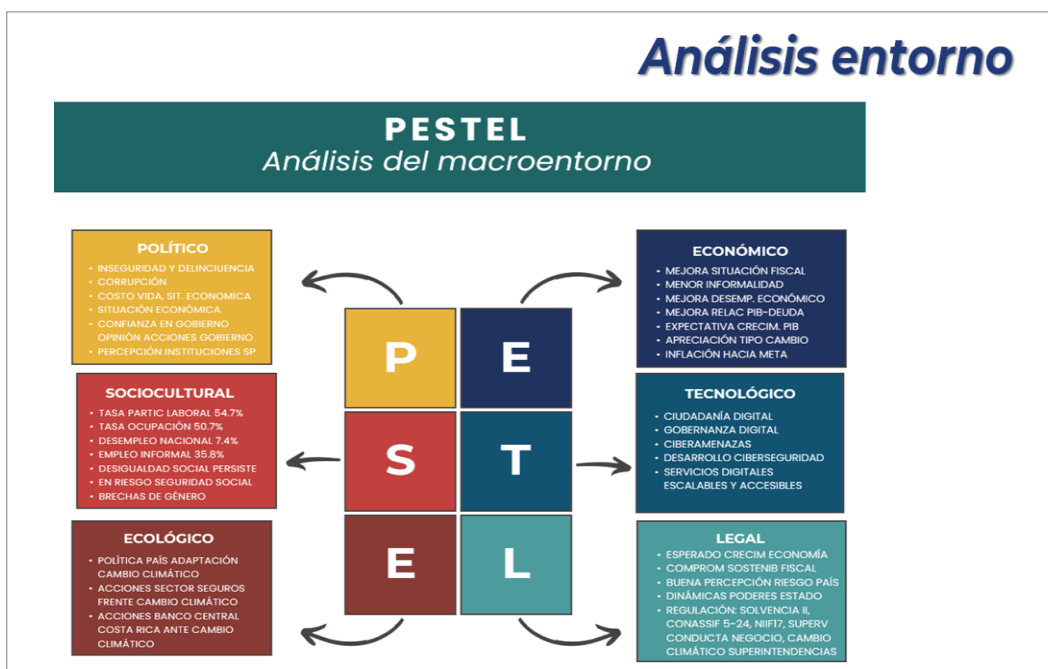 Análisis entorno
PESTEL
Análisis del macroentorno
POLÍTICO
• INSEGURIDAD Y DELINCIUENCIA
• CORRUPCIÓN
• COSTO VIDA, SIT. ECONOMICA
• SITUACIÓN ECONÓMICA
• CONFIANZA EN GOBIERNO
OPINIÓN ACCIONES GOBIERNO
• PERCEPCIÓN INSTITUCIONES SP
ECONÓMICO
• MEJORA SITUACIÓN FISCAL
• MENOR INFORMALIDAD
• MEJORA DESEMP. ECONÓMICO
• MEJORA RELAC PIB-DEUDA
• EXPECTATIVA CRECIM. PIB
• APRECIACIÓN TIPO CAMBIO
• INFLACIÓN HACIA META
P
E
SOCIOCULTURAL
• TASA PARTIC LABORAL 54.7%
• TASA OCUPACIÓN 50.7%
• DESEMPLEO NACIONAL 7.4%
• EMPLEO INFORMAL 35.8%
• DESIGUALDAD SOCIAL PERSISTE
• EN RIESGO SEGURIDAD SOCIAL
• BRECHAS DE GÉNERO
S
T
TECNOLÓGICO
• CIUDADANÍA DIGITAL
• GOBERNANZA DIGITAL
• CIBERAMENAZAS
• DESARROLLO CIBERSEGURIDAD
• SERVICIOS DIGITALES
ESCALABLES Y ACCESIBLES
ECOLÓGICO
• POLÍTICA PAÍS ADAPTACIÓN
CAMBIO CLIMÁTICO
• ACCIONES SECTOR SEGUROS
FRENTE CAMBIO CLIMÁTICO
• ACCIONES BANCO CENTRAL
COSTA RICA ANTE CAMBIO
CLIMÁTICO
E
L
LEGAL
• ESPERADO CRECIM ECONOMÍA
• COMPROM SOSTENIB FISCAL
• BUENA PERCEPCIÓN RIESGO PAÍS
• DINÁMICAS PODERES ESTADO
• REGULACIÓN: SOLVENCIA II,
CONASSIF 5-24, NIIF17, SUPERV
CONDUCTA NEGOCIO, CAMBIO
CLIMÁTICO SUPERINTENDENCIAS